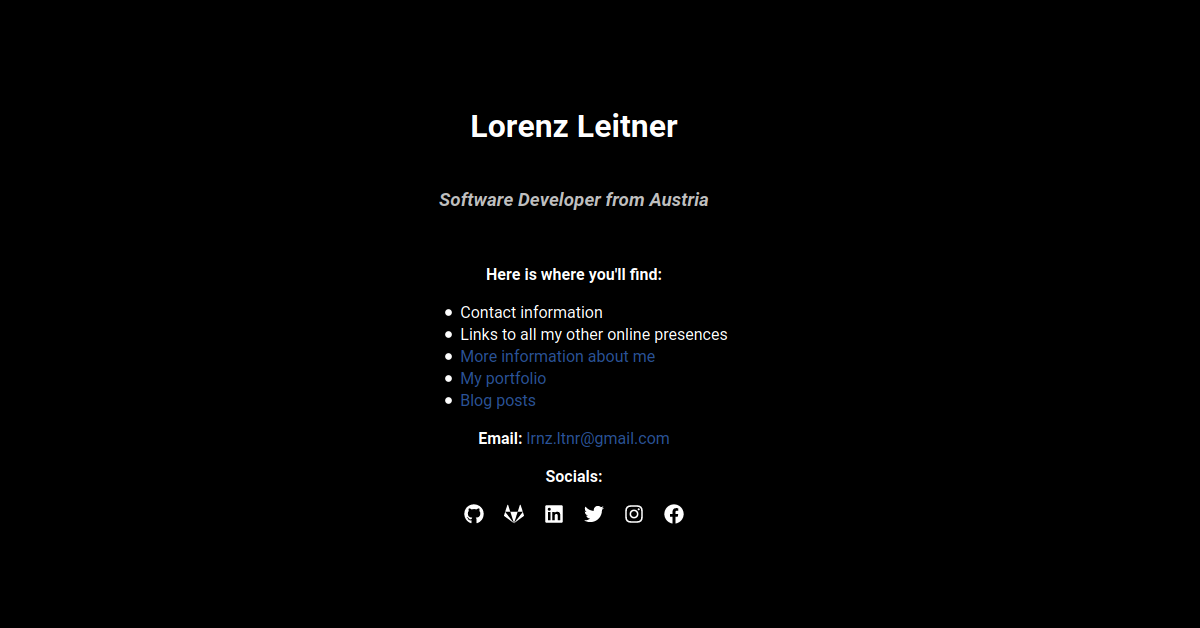 Lorenz Leitner
Software Developer from Austria
Here is where you'll find:
Contact information
Links to all my other online presences
More information about me
My portfolio
Blog posts
Email: lrnz.ltnr@gmail.com
Socials: